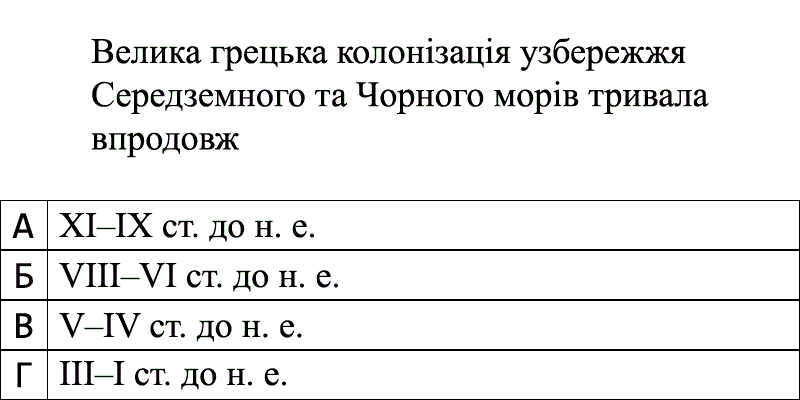 Велика грецька колонізація узбережжя
Середземного та Чорного морів тривала
впродовж
А XI–IX ст. до н. е.
Б VIII–VI ст. до н. е.
В V–IV ст. до н. е.
Г III–I ст. до н. е.